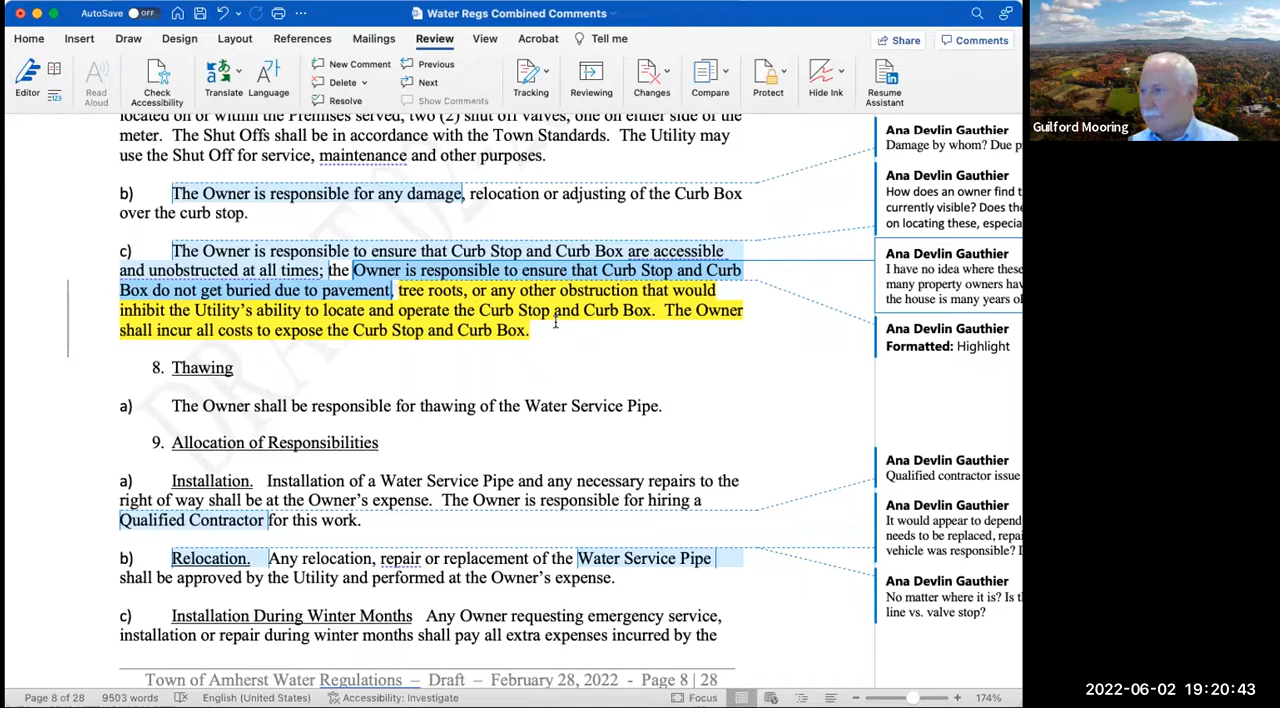 AutoSave OFF
Water Regs Combined Comments
Home Insert Draw Design Layout References Mailings Review View Acrobat Tell me
Share Comments
Editor
Read Aloud
Check Accessibility
Translate Language
New Comment
Delete
Resolve
Previous
Next
Show Comments
Tracking Reviewing Changes Compare Protect Hide Ink
Resume Assistant
Guilford Mooring
located on or within the Premises served, two (2) shut off valves, one on either side of the
meter. The Shut Offs shall be in accordance with the Town Standards. The Utility may
use the Shut Off for service, maintenance and other purposes.
b) The Owner is responsible for any damage, relocation or adjusting of the Curb Box
over the curb stop.
c) The Owner is responsible to ensure that Curb Stop and Curb Box are accessible
and unobstructed at all times; the Owner is responsible to ensure that Curb Stop and Curb
Box do not get buried due to pavement, tree roots, or any other obstruction that would
inhibit the Utility's ability to locate and operate the Curb Stop and Curb Box. The Owner
shall incur all costs to expose the Curb Stop and Curb Box.
8. Thawing
a) The Owner shall be responsible for thawing of the Water Service Pipe.
9. Allocation of Responsibilities
a) Installation. Installation of a Water Service Pipe and any necessary repairs to the
right of way shall be at the Owner's expense. The Owner is responsible for hiring a
Qualified Contractor for this work.
b) Relocation. Any relocation, repair or replacement of the Water Service Pipe
shall be approved by the Utility and performed at the Owner's expense.
c) Installation During Winter Months Any Owner requesting emergency service,
installation or repair during winter months shall pay all extra expenses incurred by the
Town of Amherst Water Regulations – Draft – February 28, 2022 - Page 8 | 28
DRAFT
Ana Devlin Gauthier
Damage by whom? Due
Ana Devlin Gauthier
How does an owner find
currently visible? Does the
on locating these,
Ana Devlin Gauthier
I have no idea where these
many property owners have
the house is many years
Formatted: Highlight
Ana Devlin Gauthier
Qualified contractor issue
Ana Devlin Gauthier
It would appear to depend
needs to be replaced,
vehicle was responsible?
Ana Devlin Gauthier
No matter where it is? Is
line vs. valve stop?
Page 8 of 28 9503 words English (United States) Accessibility: Investigate Focus 174%
2022-06-02 19:20:43